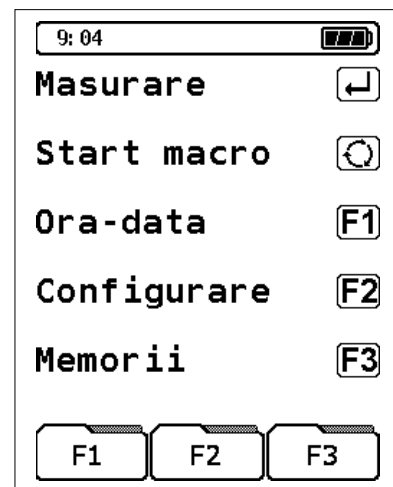 9:04
Masurare
Start macro
Ora-data F1
Configurare F2
Memorii F3
F1 F2 F3